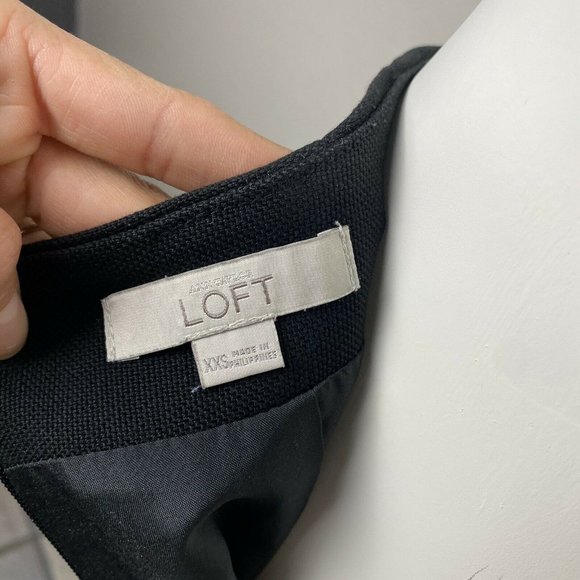 ANN TAYLOR
LOFT
XXS MADE IN
PHILIPPINES